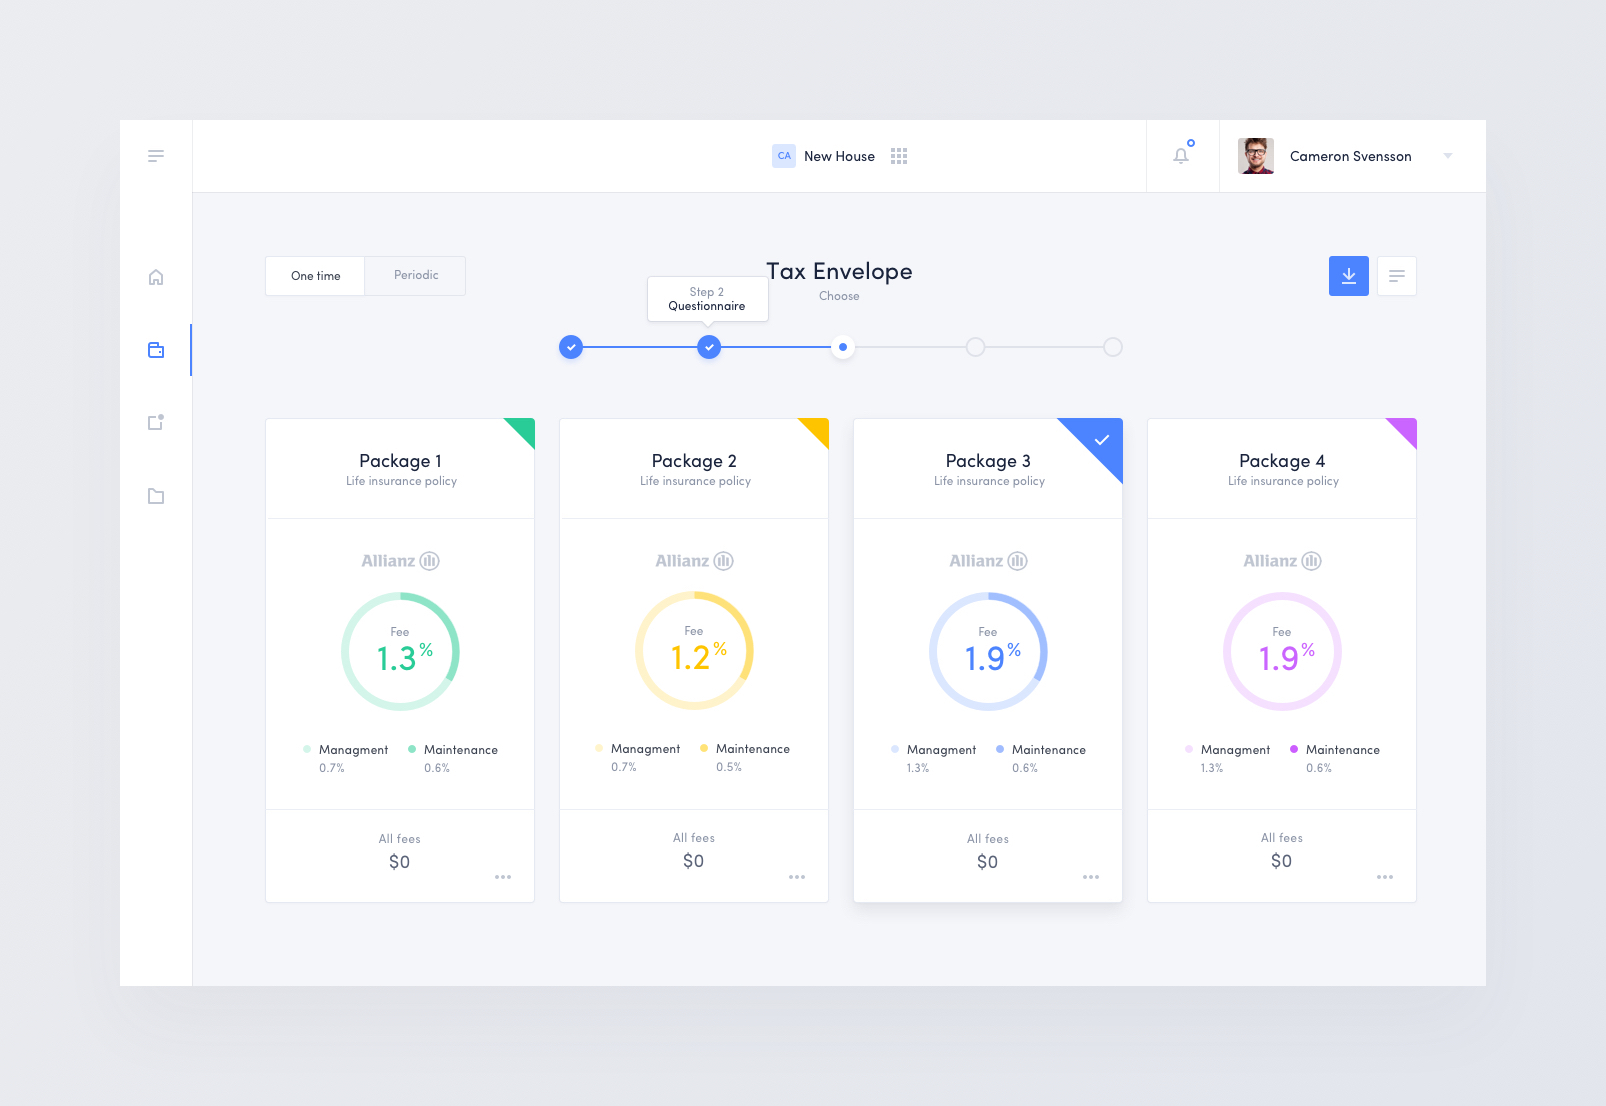 CA New House
Cameron Svensson
One time
Periodic
Tax Envelope
Choose
Step 2
Questionnaire
Package 1
Life insurance policy
Allianz
Fee
1.3%
Managment
0.7%
Maintenance
0.6%
All fees
$0
Package 2
Life insurance policy
Allianz
Fee
1.2%
Managment
0.7%
Maintenance
0.5%
All fees
$0
Package 3
Life insurance policy
Allianz
Fee
1.9%
Managment
1.3%
Maintenance
0.6%
All fees
$0
Package 4
Life insurance policy
Allianz
Fee
1.9%
Managment
1.3%
Maintenance
0.6%
All fees
$0